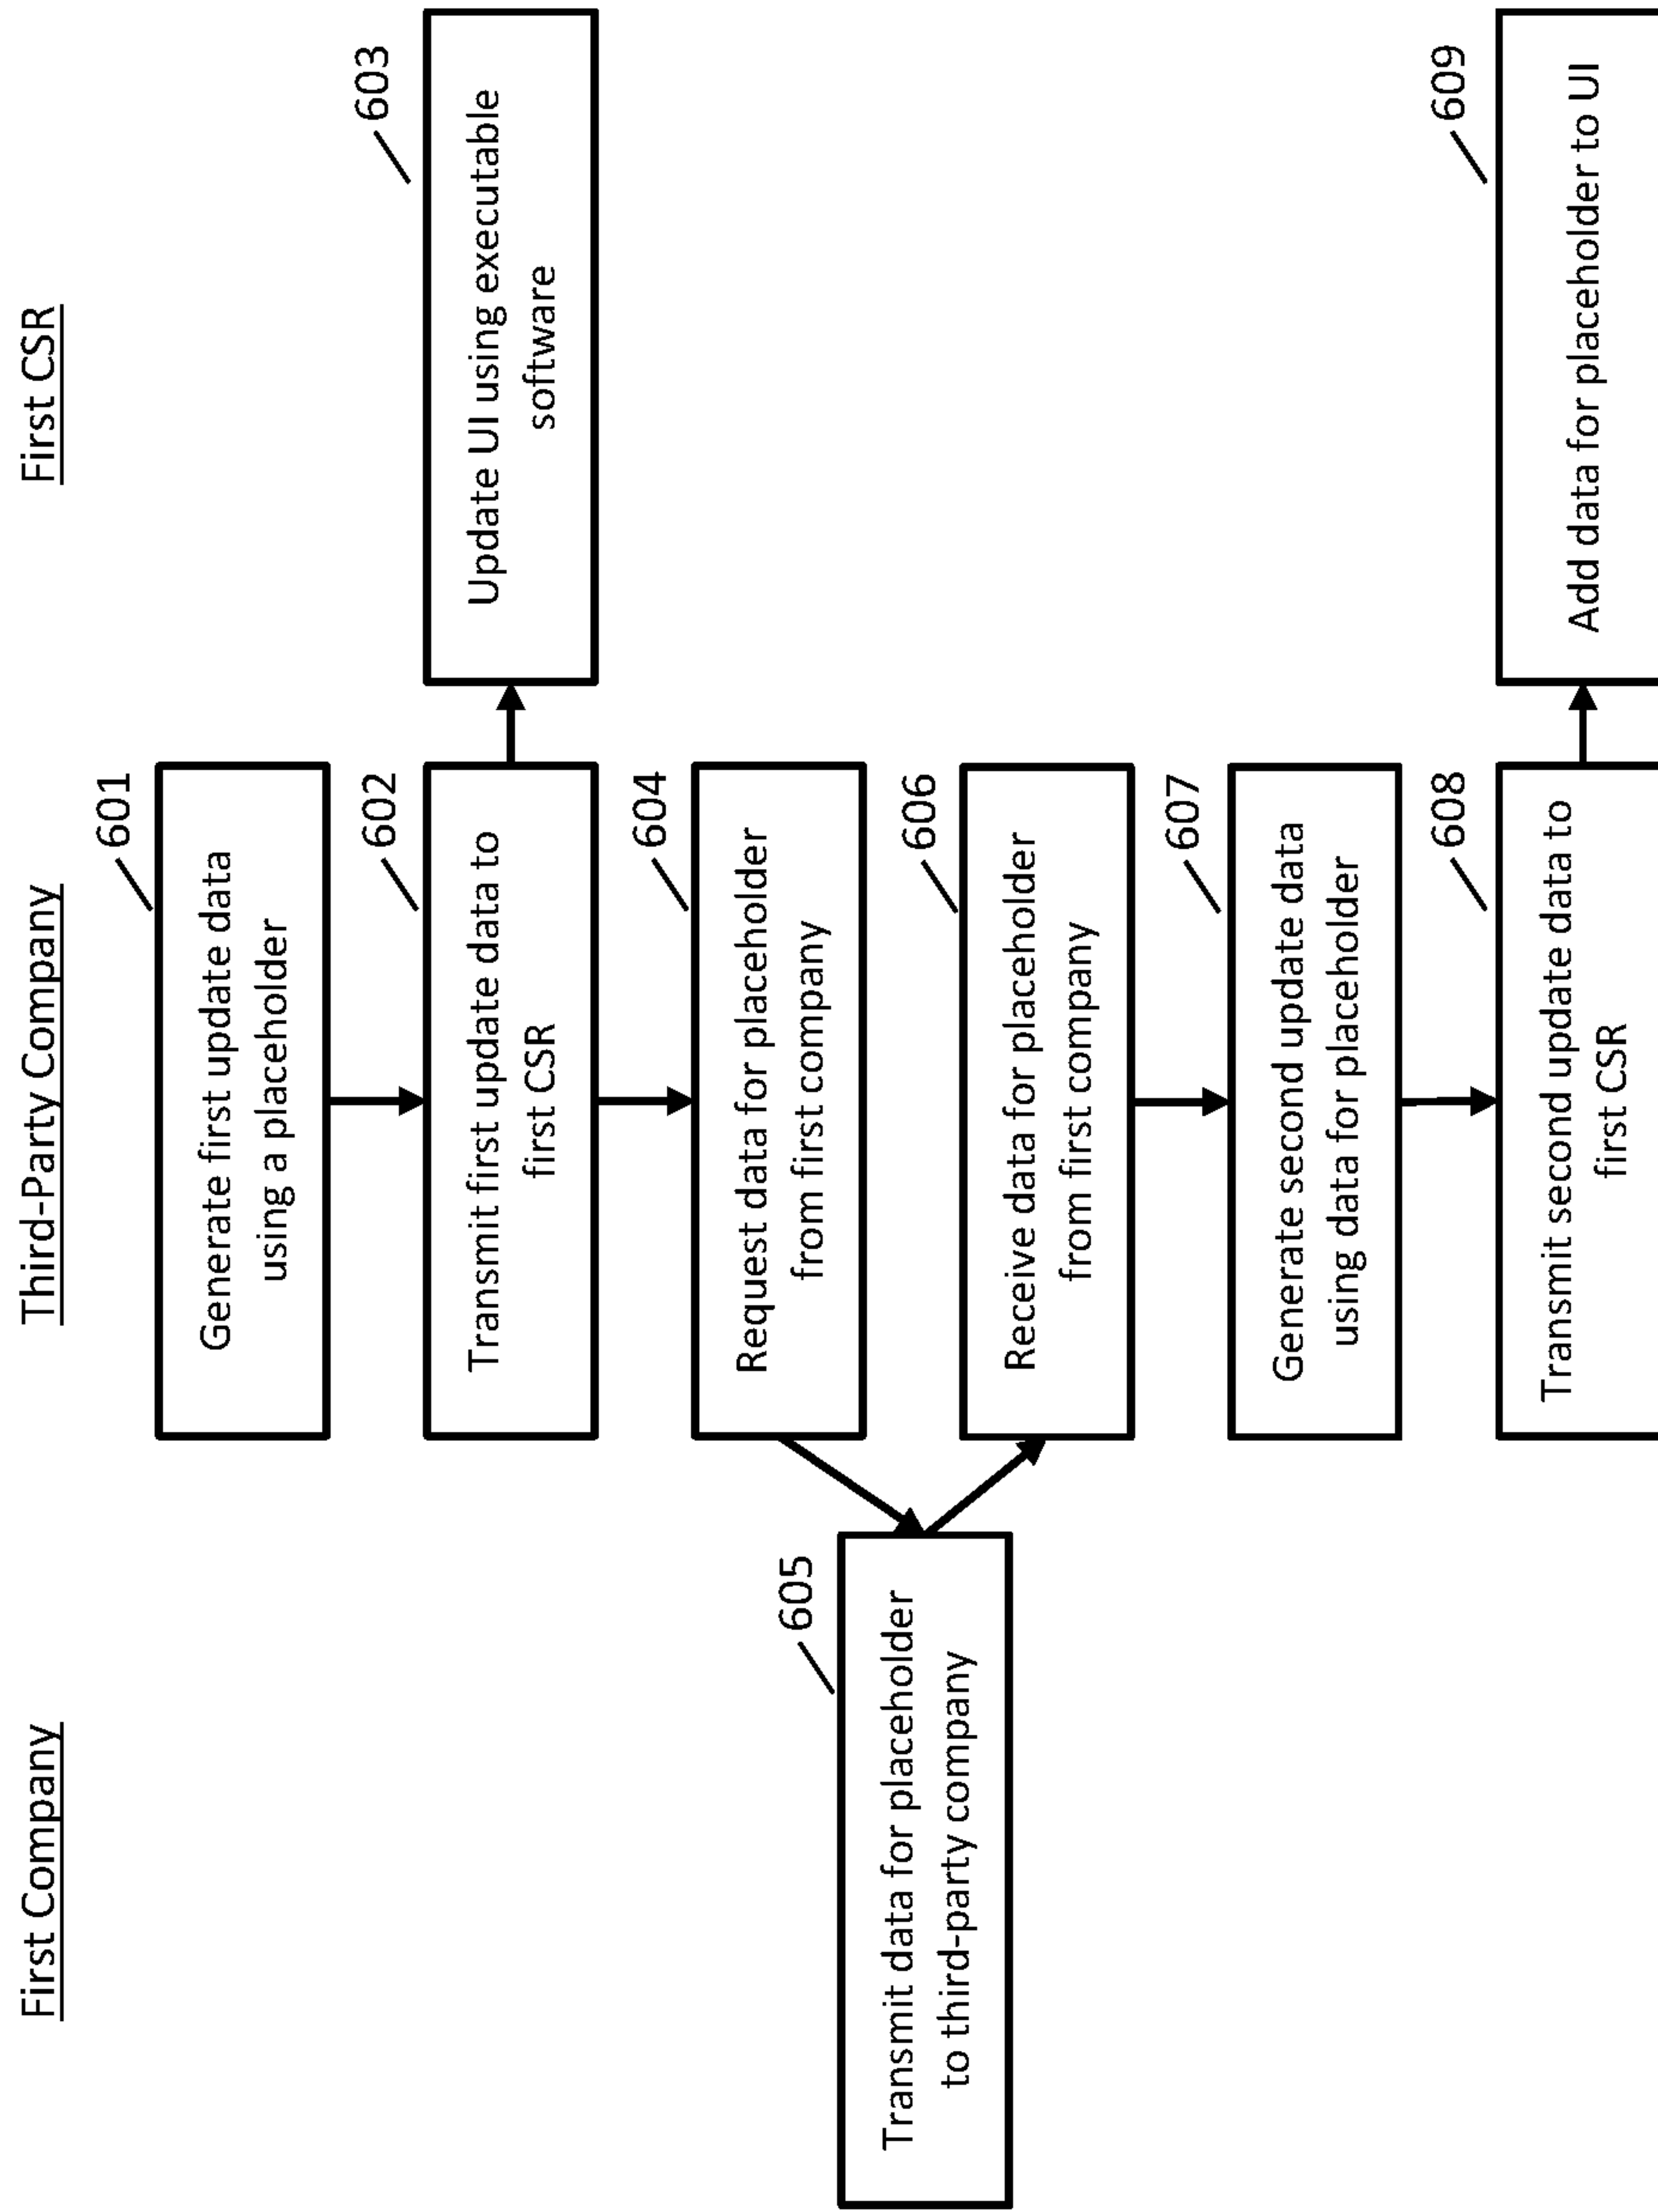 First Company
Third-Party Company
First CSR
601
Generate first update data
using a placeholder
602
Transmit first update data to
first CSR
603
Update UI using executable
software
604
Request data for placeholder
from first company
605
Transmit data for placeholder
to third-party company
606
Receive data for placeholder
from first company
607
Generate second update data
using data for placeholder
608
Transmit second update data to
first CSR
609
Add data for placeholder to UI